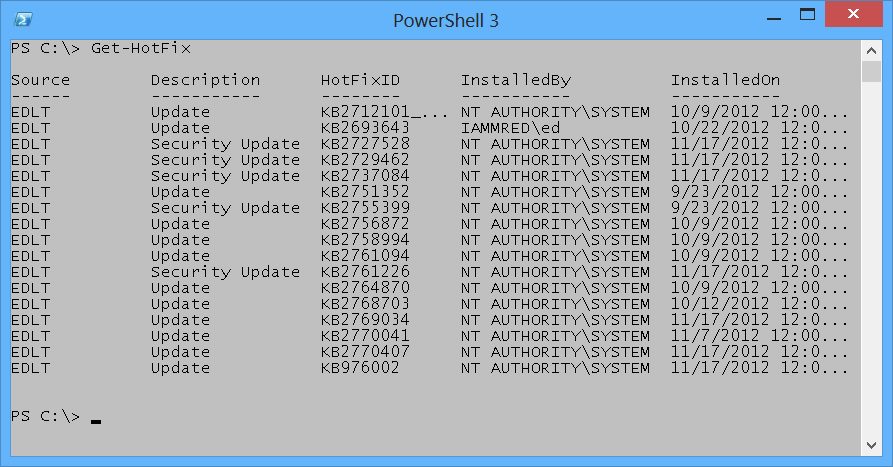 PowerShell 3
PS C:\> Get-HotFix
Source Description HotFixID InstalledBy InstalledOn
------ ----------- -------- ----------- -----------
EDLT Update KB2712101_... NT AUTHORITY\SYSTEM 10/9/2012 12:00...
EDLT Update KB2693643 IAMMRED\ed 10/22/2012 12:0...
EDLT Security Update KB2727528 NT AUTHORITY\SYSTEM 11/17/2012 12:0...
EDLT Security Update KB2729462 NT AUTHORITY\SYSTEM 11/17/2012 12:0...
EDLT Security Update KB2737084 NT AUTHORITY\SYSTEM 11/17/2012 12:0...
EDLT Update KB2751352 NT AUTHORITY\SYSTEM 9/23/2012 12:00...
EDLT Security Update KB2755399 NT AUTHORITY\SYSTEM 9/23/2012 12:00...
EDLT Update KB2756872 NT AUTHORITY\SYSTEM 10/9/2012 12:00...
EDLT Update KB2758994 NT AUTHORITY\SYSTEM 10/9/2012 12:00...
EDLT Update KB2761094 NT AUTHORITY\SYSTEM 10/9/2012 12:00...
EDLT Security Update KB2761226 NT AUTHORITY\SYSTEM 11/17/2012 12:0...
EDLT Update KB2764870 NT AUTHORITY\SYSTEM 10/9/2012 12:00...
EDLT Update KB2768703 NT AUTHORITY\SYSTEM 10/12/2012 12:0...
EDLT Update KB2769034 NT AUTHORITY\SYSTEM 11/17/2012 12:0...
EDLT Update KB2770041 NT AUTHORITY\SYSTEM 11/7/2012 12:00...
EDLT Update KB2770407 NT AUTHORITY\SYSTEM 11/17/2012 12:0...
EDLT Update KB976002 NT AUTHORITY\SYSTEM 11/17/2012 12:0...
PS C:\>